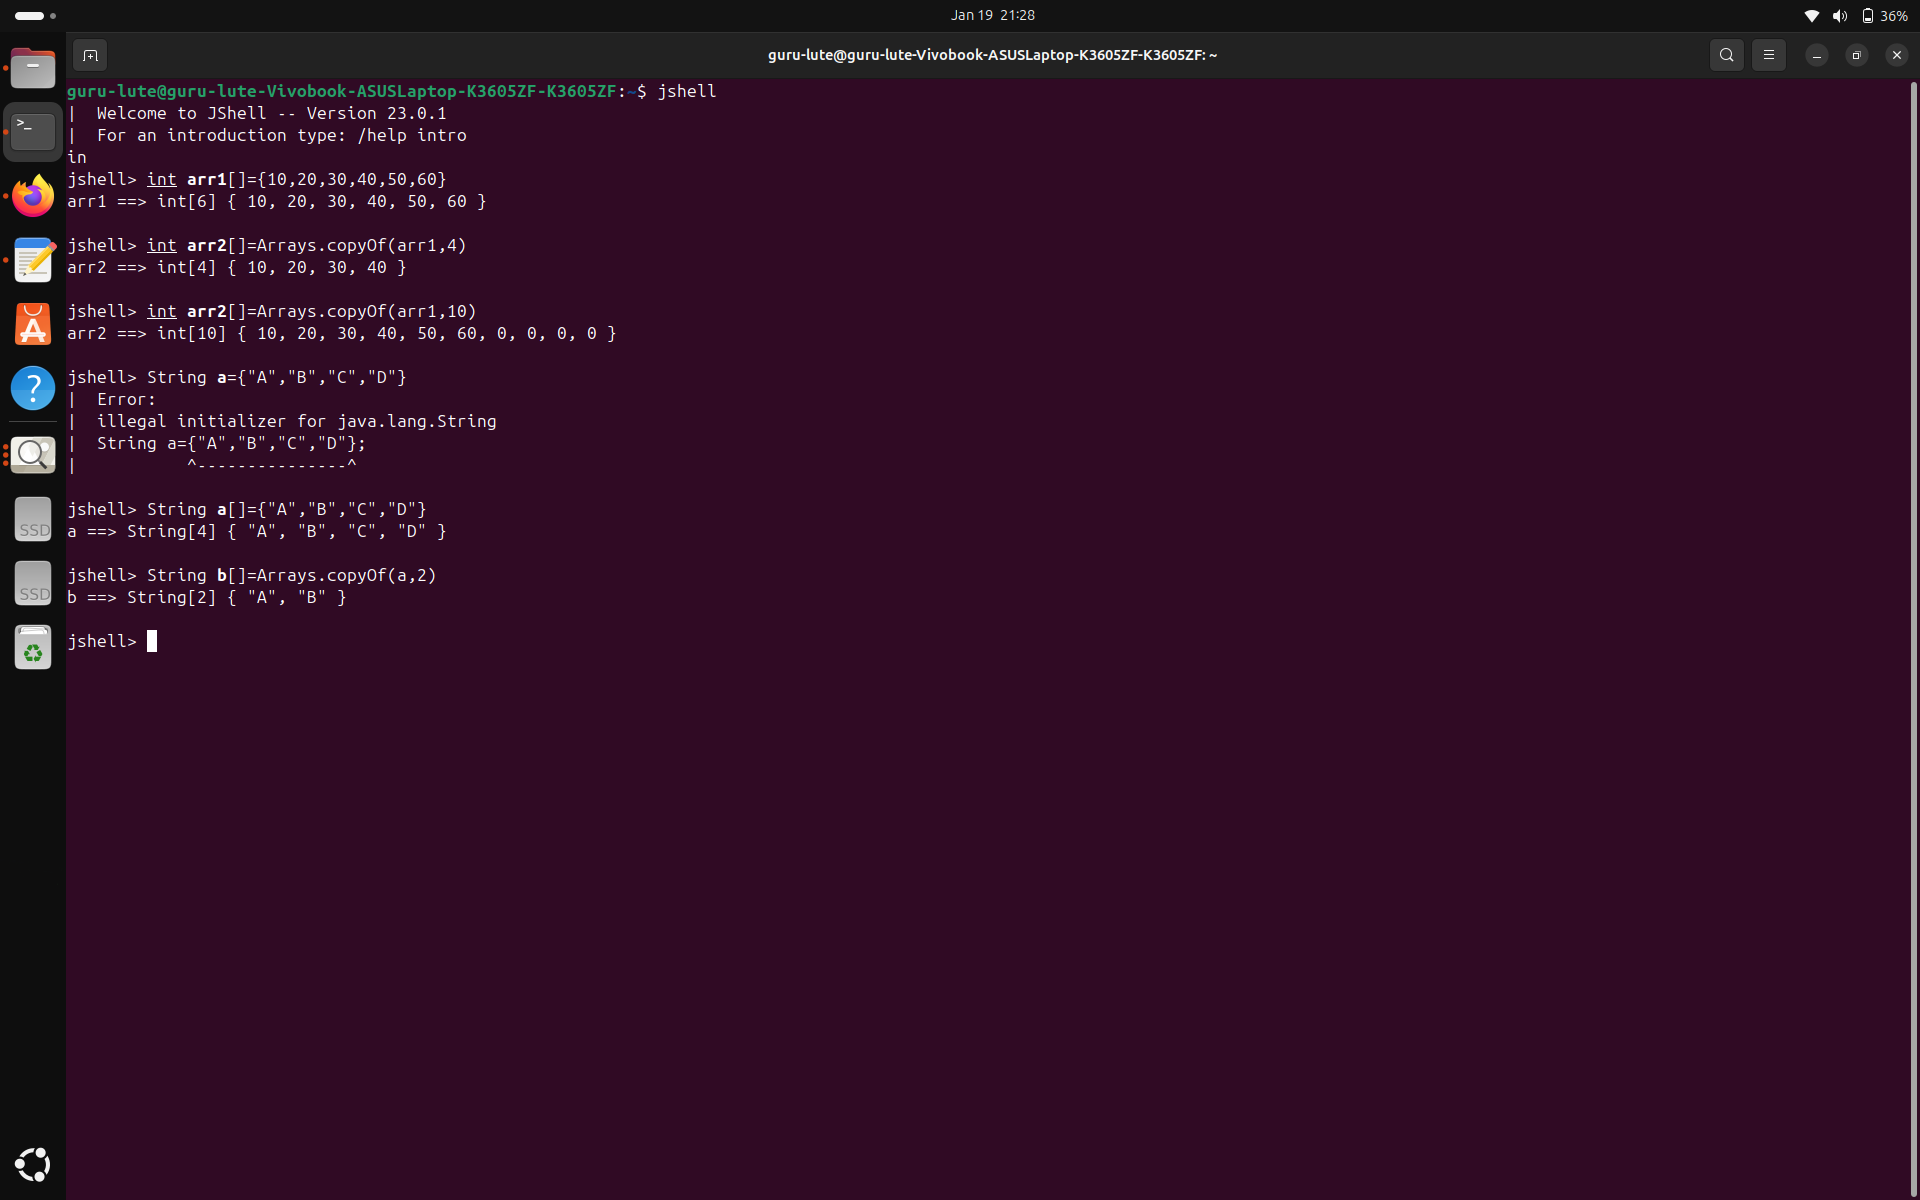 Jan 19 21:28
36%
guru-lute@guru-lute-Vivobook-ASUSLaptop-K3605ZF-K3605ZF: ~
guru-lute@guru-lute-Vivobook-ASUSLaptop-K3605ZF-K3605ZF:~$ jshell
|  Welcome to JShell -- Version 23.0.1
|  For an introduction type: /help intro
in
jshell> int arr1[]={10,20,30,40,50,60}
arr1 ==> int[6] { 10, 20, 30, 40, 50, 60 }
jshell> int arr2[]=Arrays.copyOf(arr1,4)
arr2 ==> int[4] { 10, 20, 30, 40 }
jshell> int arr2[]=Arrays.copyOf(arr1,10)
arr2 ==> int[10] { 10, 20, 30, 40, 50, 60, 0, 0, 0, 0 }
jshell> String a={"A","B","C","D"}
|  Error:
|  illegal initializer for java.lang.String
|  String a={"A","B","C","D"};
|           ^---------------^
jshell> String a[]={"A","B","C","D"}
a ==> String[4] { "A", "B", "C", "D" }
jshell> String b[]=Arrays.copyOf(a,2)
b ==> String[2] { "A", "B" }
jshell>
>_
A
?
SSD
SSD